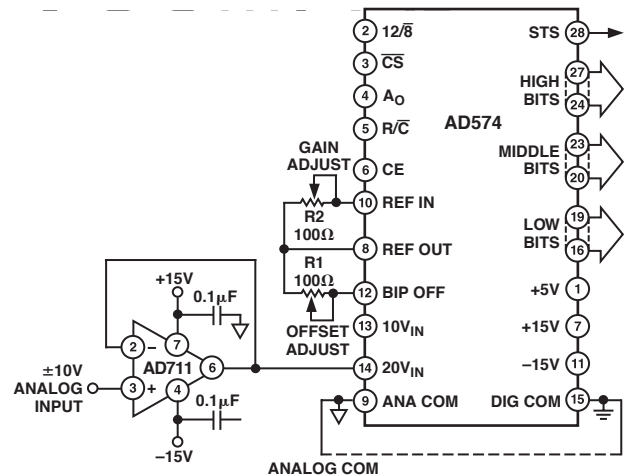 2 12/8̅
3 C̅S̅
4 AO
5 R/C̅
6 CE
10 REF IN
8 REF OUT
12 BIP OFF
13 10VIN
14 20VIN
9 ANA COM
AD574
STS 28
27
HIGH BITS
24
23
MIDDLE BITS
20
19
LOW BITS
16
+5V 1
+15V 7
–15V 11
DIG COM 15
GAIN ADJUST
R2
100Ω
R1
100Ω
OFFSET ADJUST
+15V
0.1μF
2 –
7
AD711
6
±10V ANALOG INPUT
3 +
4
0.1μF
–15V
ANALOG COM